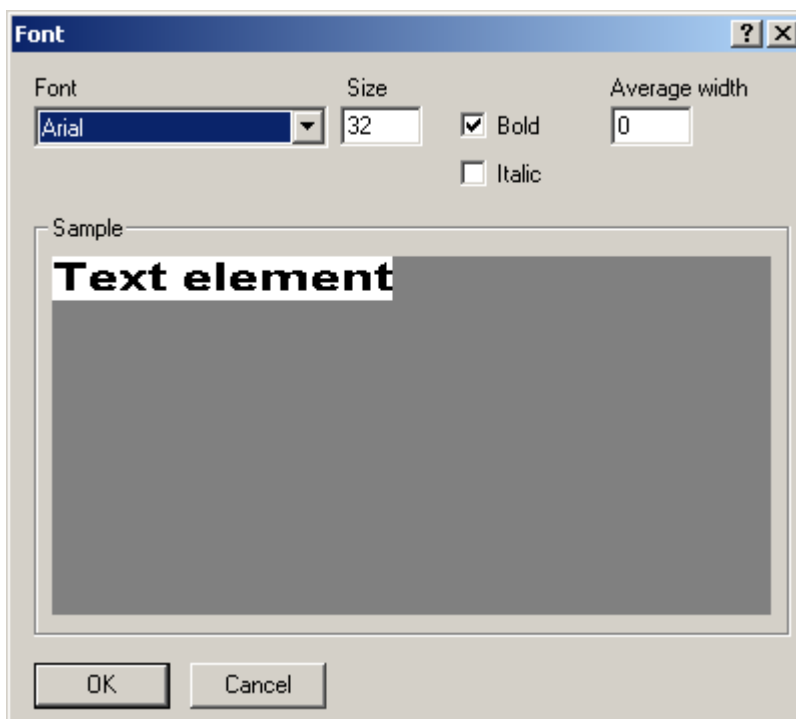 Font
Font Size Average width
Arial 32 Bold 0
Italic
Sample
Text element
OK Cancel